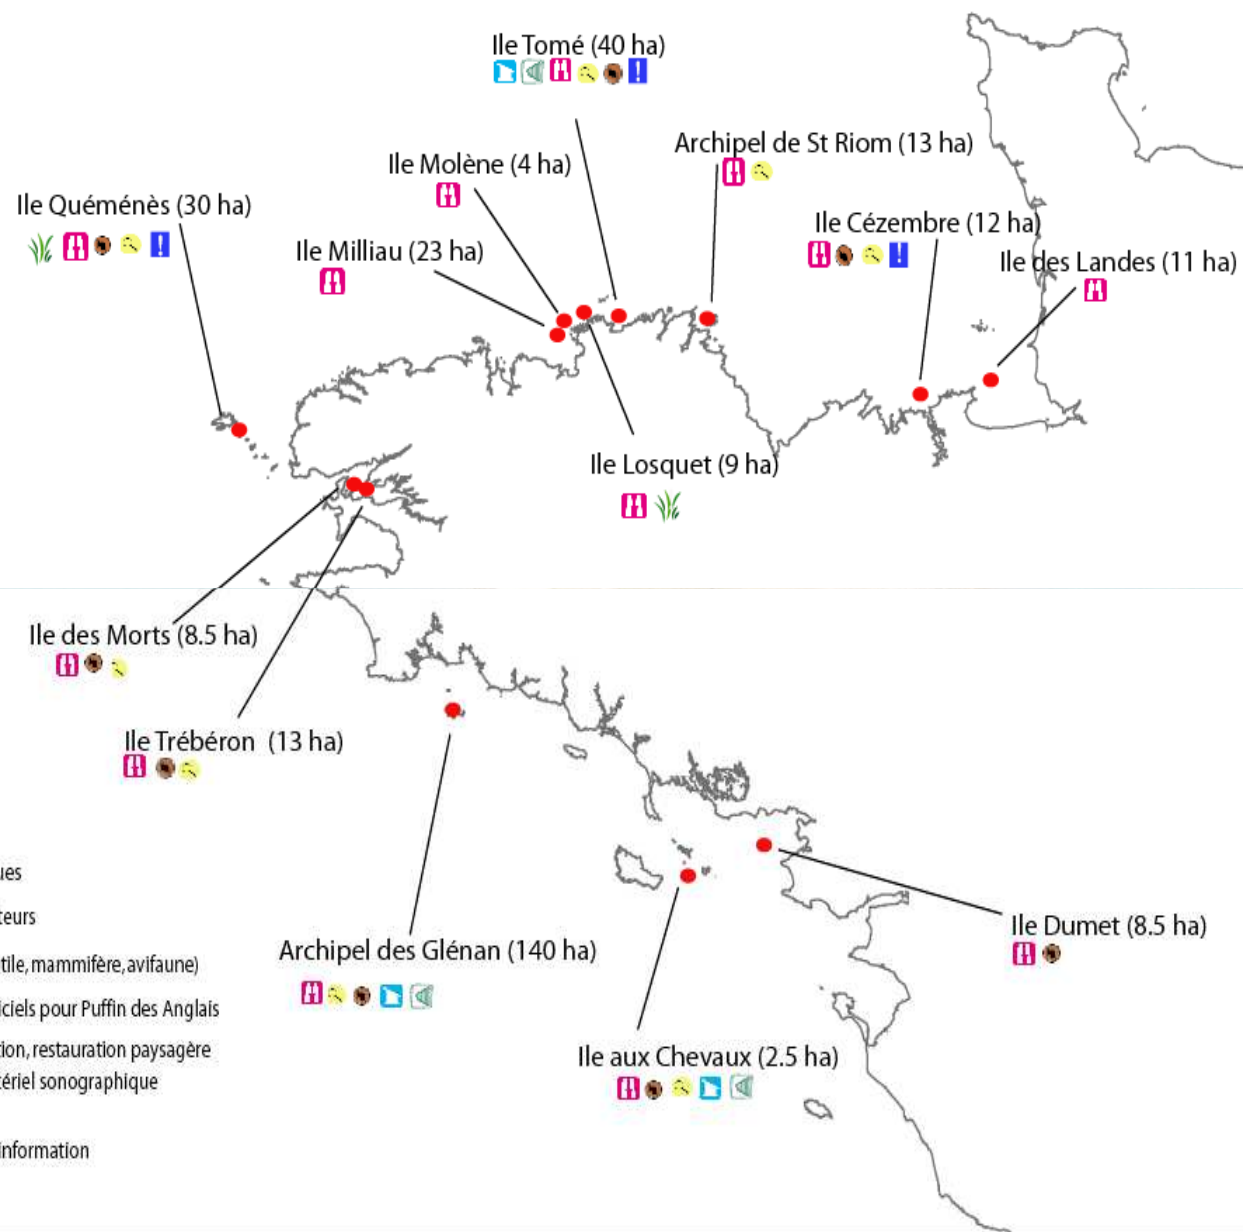 Ile Tomé (40 ha)
Archipel de St Riom (13 ha)
Ile Molène (4 ha)
Ile Quéménès (30 ha)
Ile Cézembre (12 ha)
Ile Milliau (23 ha)
Ile des Landes (11 ha)
Ile Losquet (9 ha)
Ile des Morts (8.5 ha)
Ile Trébéron (13 ha)
ues
teurs
tile, mammifère, avifaune)
iciels pour Puffin des Anglais
tion, restauration paysagère
tériel sonographique
information
Archipel des Glénan (140 ha)
Ile Dumet (8.5 ha)
Ile aux Chevaux (2.5 ha)